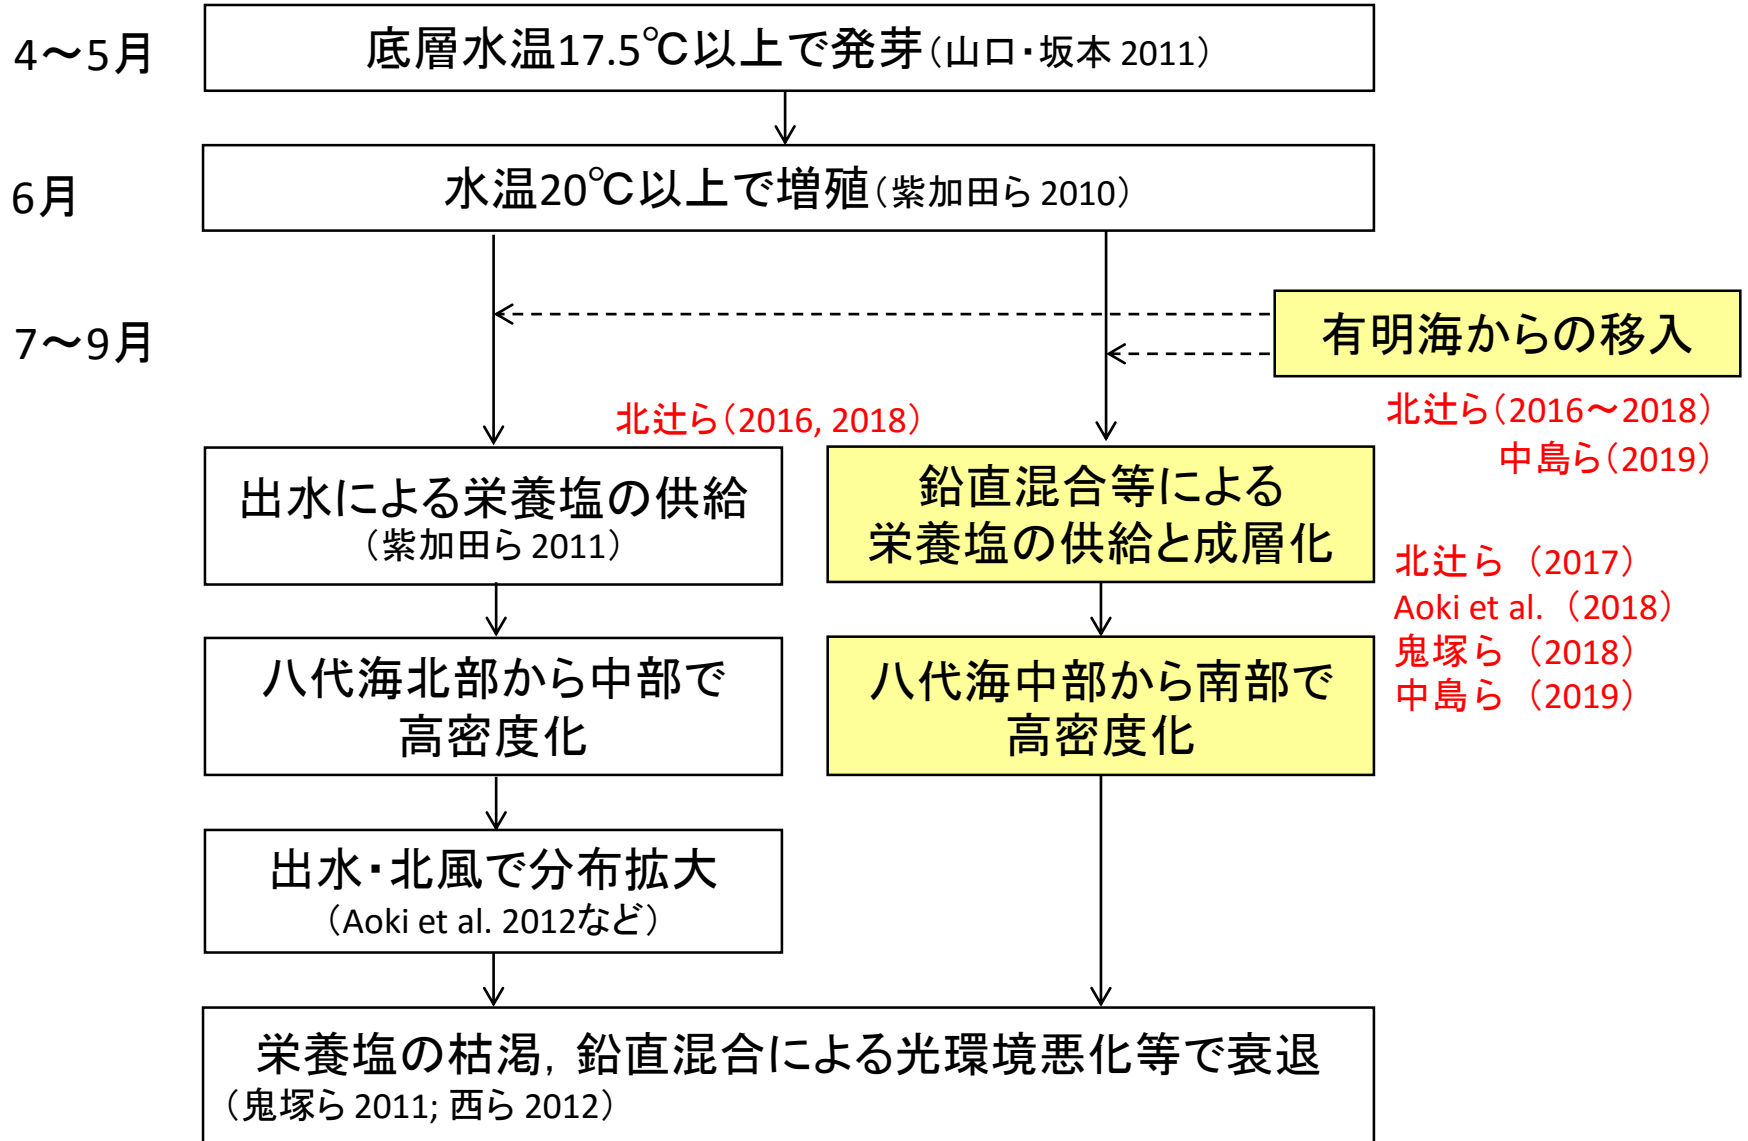 4～5月
底層水温17.5℃以上で発芽（山口・坂本 2011）
6月
水温20℃以上で増殖（紫加田ら 2010）
7～9月
有明海からの移入
北辻ら（2016, 2018）
北辻ら（2016～2018）
中島ら（2019）
出水による栄養塩の供給
（紫加田ら 2011）
鉛直混合等による
栄養塩の供給と成層化
北辻ら （2017）
Aoki et al. （2018）
鬼塚ら （2018）
中島ら （2019）
八代海北部から中部で
高密度化
八代海中部から南部で
高密度化
出水・北風で分布拡大
（Aoki et al. 2012など）
栄養塩の枯渇，鉛直混合による光環境悪化等で衰退
（鬼塚ら 2011; 西ら 2012）